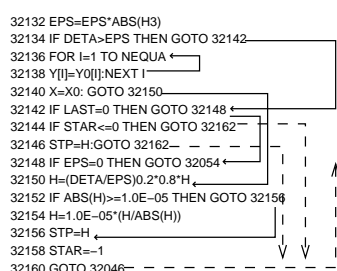 32132 EPS=EPS*ABS(H3)
32134 IF DETA>EPS THEN GOTO 32142
32136 FOR I=1 TO NEQUA
32138 Y[I]=Y0[I]:NEXT I
32140 X=X0: GOTO 32150
32142 IF LAST=0 THEN GOTO 32148
32144 IF STAR<=0 THEN GOTO 32162
32146 STP=H:GOTO 32162
32148 IF EPS=0 THEN GOTO 32054
32150 H=(DETA/EPS)0.2*0.8*H
32152 IF ABS(H)>=1.0E-05 THEN GOTO 32156
32154 H=1.0E-05*(H/ABS(H))
32156 STP=H
32158 STAR=-1
32160 GOTO 32046